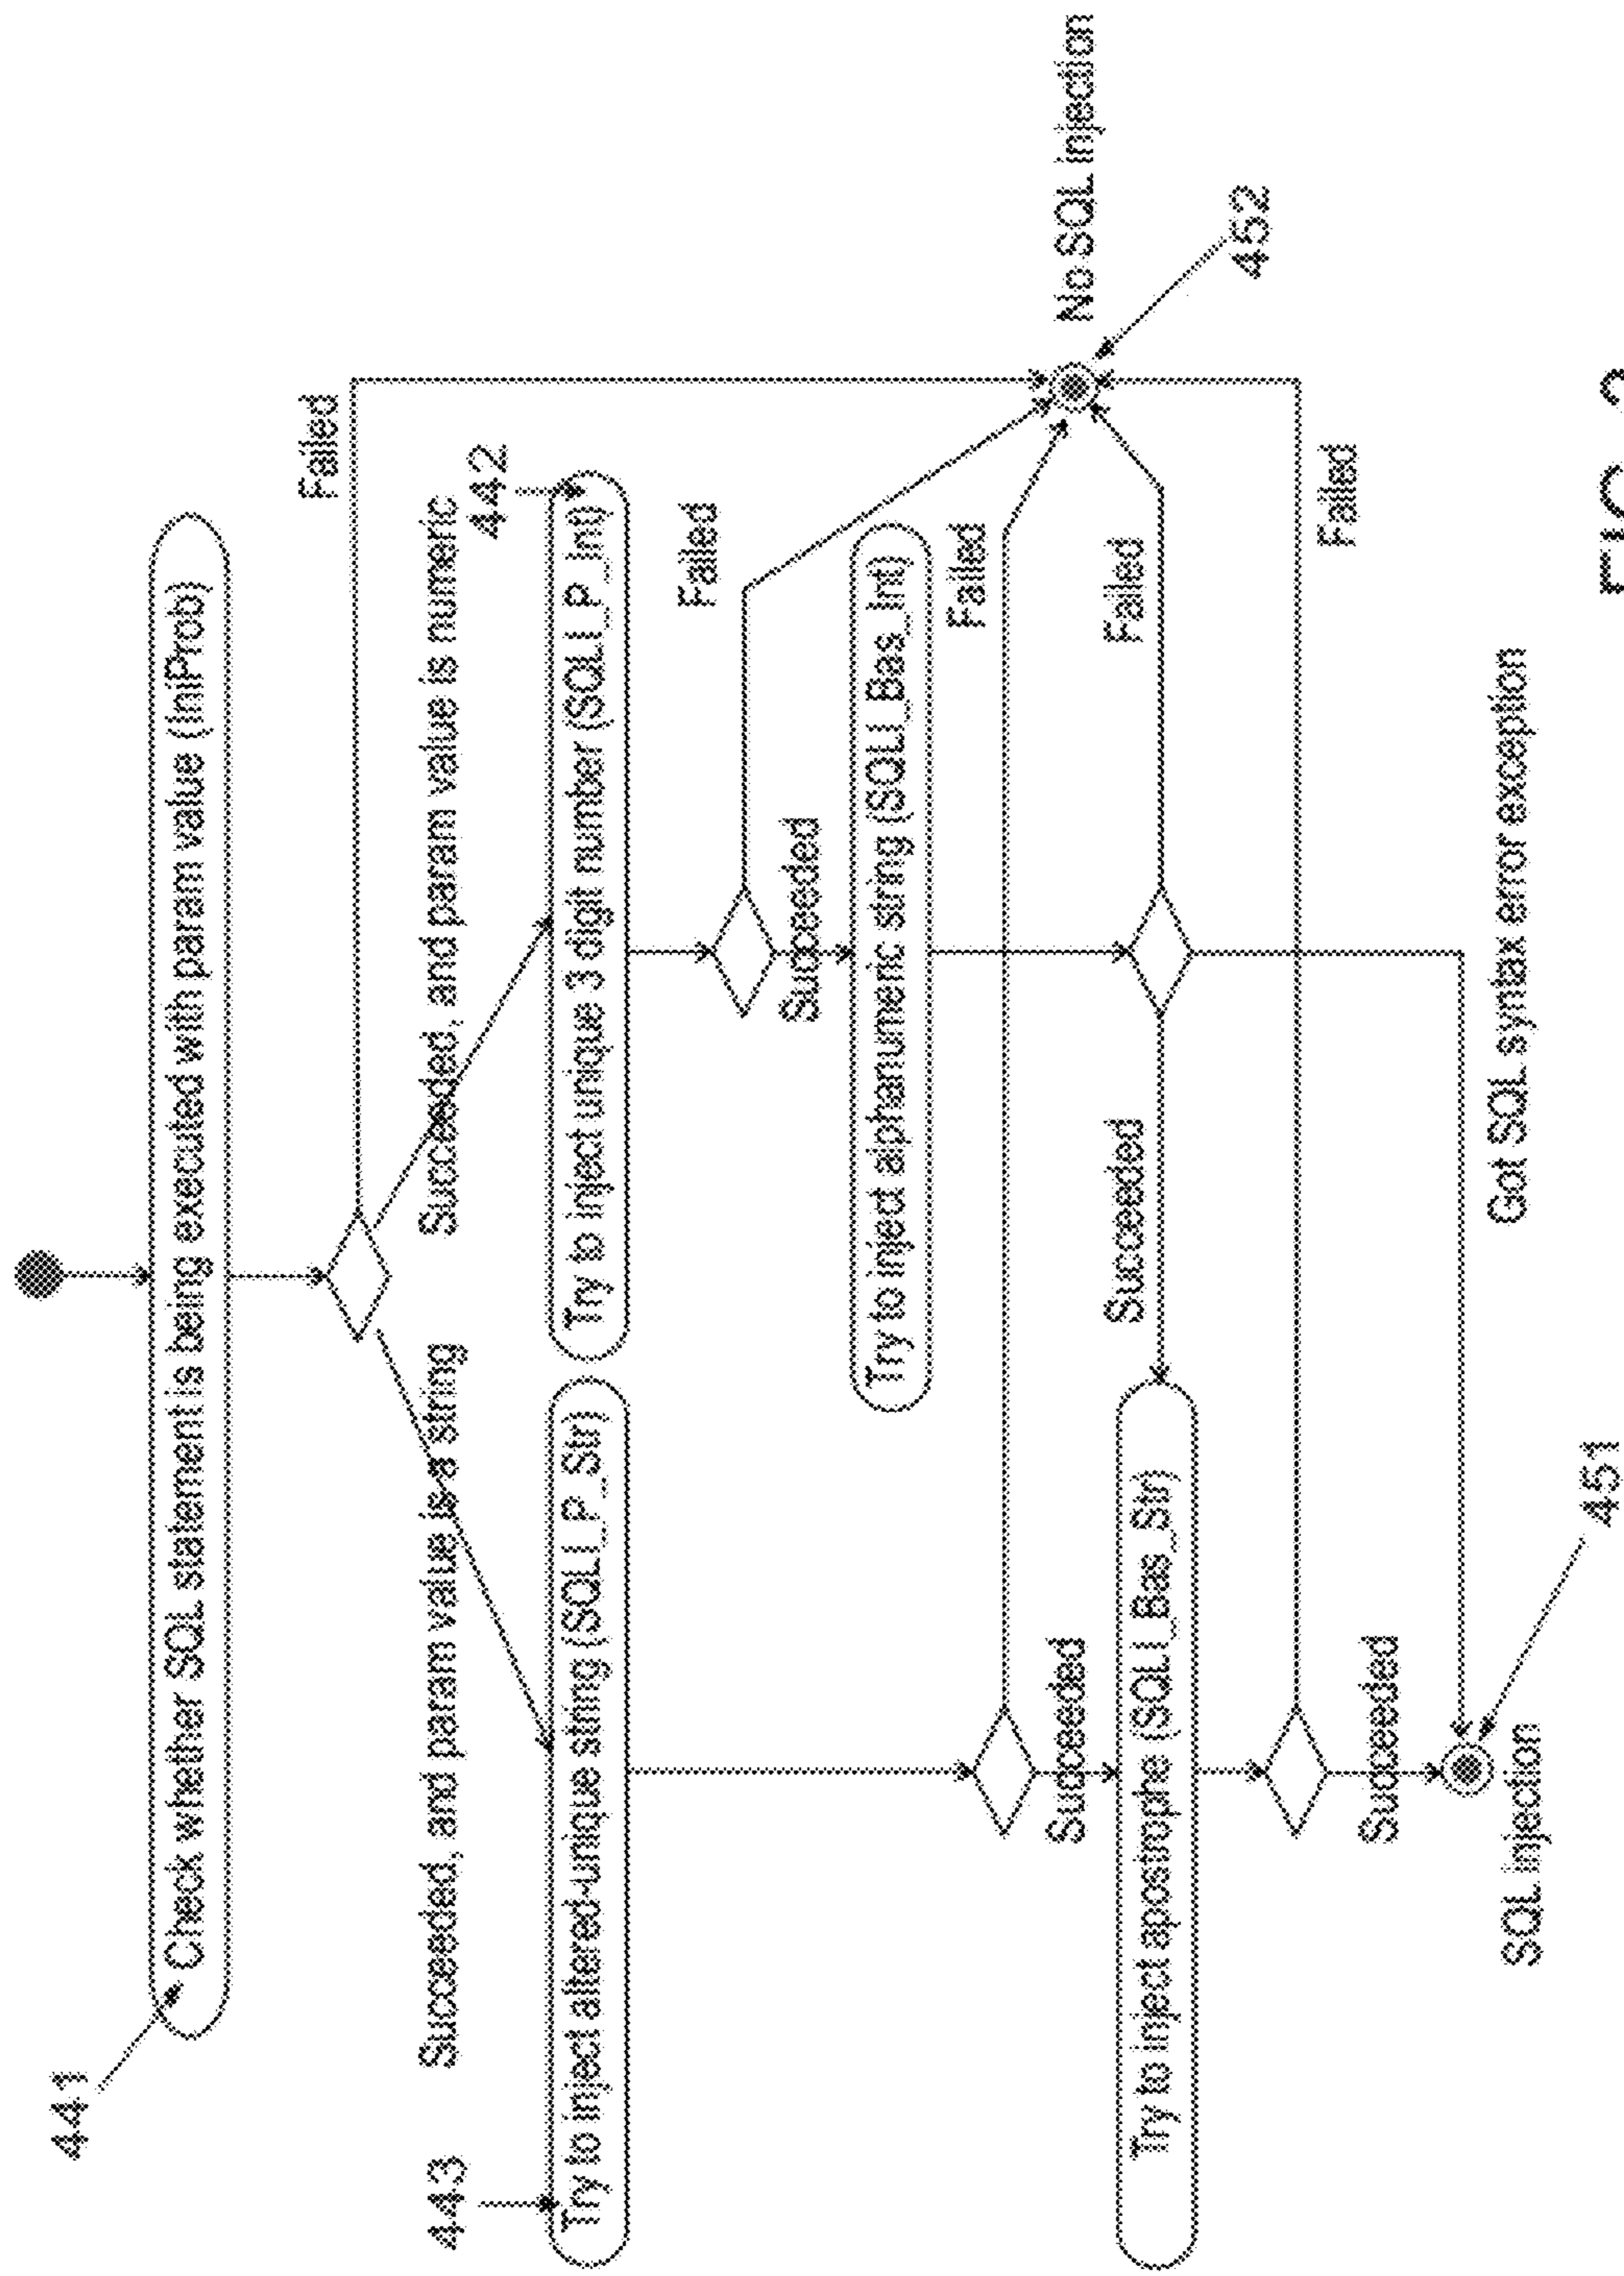 441
Check whether SQL statement is being executed with param value (IniProb)
Failed
443
Succeeded, and param value is a string
Succeeded, and param value is numeric
442
Try to inject altered-unique string (SQLI_P_Str)
Try to inject unique 3 digit number (SQLI_P_Int)
Failed
Succeeded
Try to inject alphanumeric string (SQLI_Bas_Int)
Failed
No SQL injection
Succeeded
Succeeded
Failed
452
Try to inject apostrophe (SQLI_Bas_Str)
Failed
Succeeded
SQL injection
Got SQL syntax error exception
451